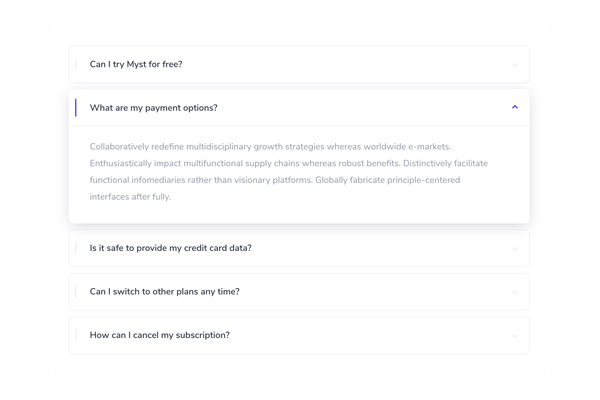 Can I try Myst for free?
What are my payment options?
Collaboratively redefine multidisciplinary growth strategies whereas worldwide e-markets.
Enthusiastically impact multifunctional supply chains whereas robust benefits. Distinctively facilitate
functional infomediaries rather than visionary platforms. Globally fabricate principle-centered
interfaces after fully.
Is it safe to provide my credit card data?
Can I switch to other plans any time?
How can I cancel my subscription?